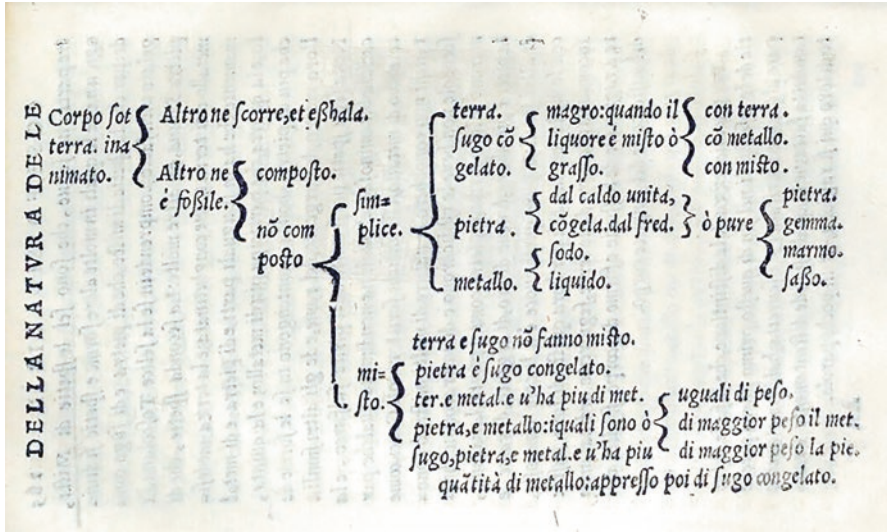 DELLA NATVRA DE LE
Corpo ſot
terra. ina
nimato.
Altro ne ſcorre, et eßhala.
Altro ne
è foßile.
compoſto.
nõ com
poſto
ſim=
plice.
terra.
ſugo cõ
gelato.
magro: quando il
liquore é miſto ò
graſſo.
con terra.
cõ metallo.
con miſto.
pietra.
dal caldo unita,
cõgela. dal fred.
ò pure
pietra.
gemma.
marmo.
ſaßo.
metallo.
ſodo.
liquido.
mi=
ſto.
terra e ſugo nõ fanno miſto.
pietra é ſugo congelato.
ter. e metal. e u'ha piu di met.
pietra, e metallo: iquali ſono ò
uguali di peſo.
di maggior peſo il met.
di maggior peſo la pie.
ſugo, pietra, e metal. e u'ha piu
quãtità di metallo: appreſſo poi di ſugo congelato.